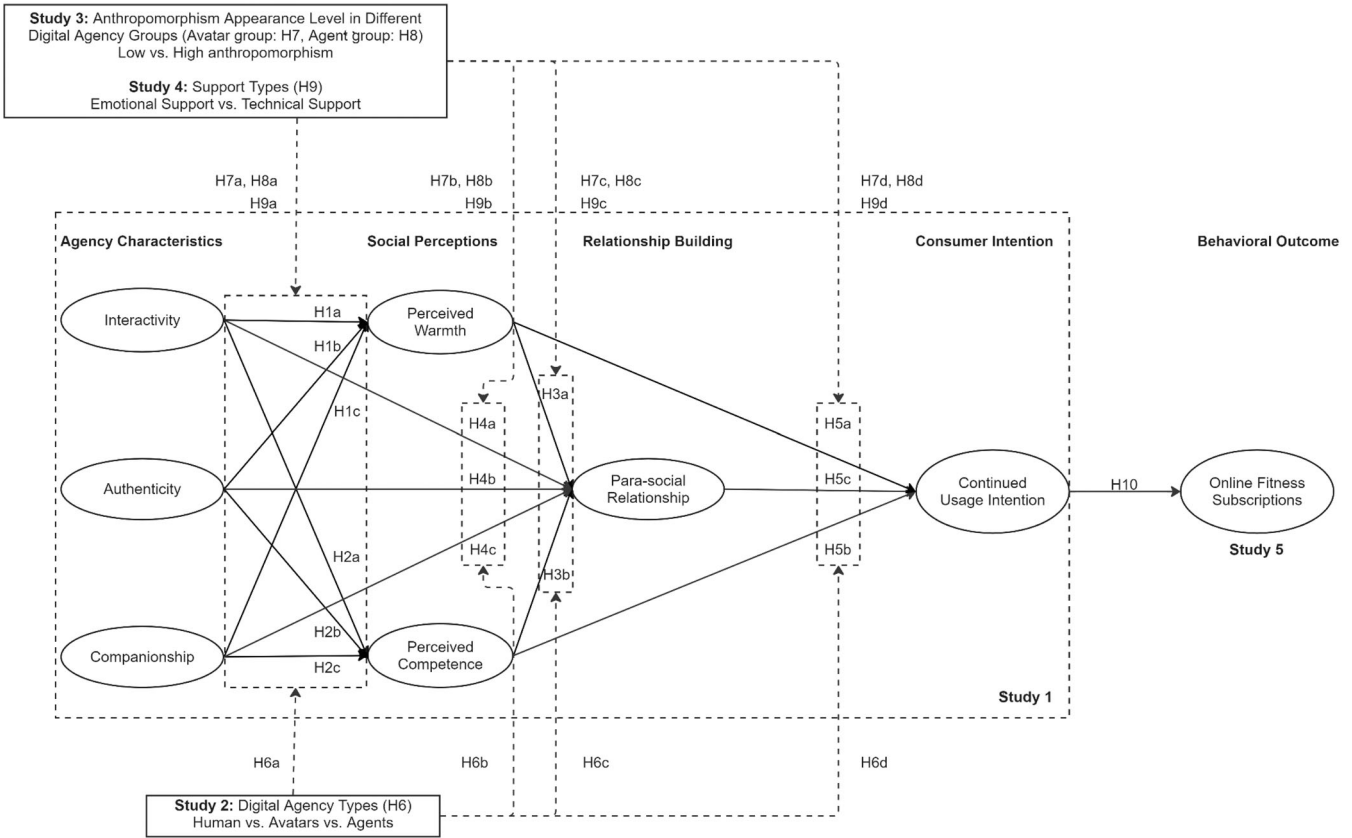 Study 3: Anthropomorphism Appearance Level in Different
Digital Agency Groups (Avatar group: H7, Agent group: H8)
Low vs. High anthropomorphism
Study 4: Support Types (H9)
Emotional Support vs. Technical Support
H7a, H8a
H9a
H7b, H8b
H9b
H7c, H8c
H9c
H7d, H8d
H9d
Agency Characteristics
Social Perceptions
Relationship Building
Consumer Intention
Behavioral Outcome
Interactivity
H1a
Perceived
Warmth
H1b
H1c
H3a
H4a
H5a
Authenticity
H4b
Para-social
Relationship
H5c
Continued
Usage Intention
H10
Online Fitness
Subscriptions
Study 5
H2a
H4c
H3b
H5b
Companionship
H2b
H2c
Perceived
Competence
Study 1
H6a
H6b
H6c
H6d
Study 2: Digital Agency Types (H6)
Human vs. Avatars vs. Agents